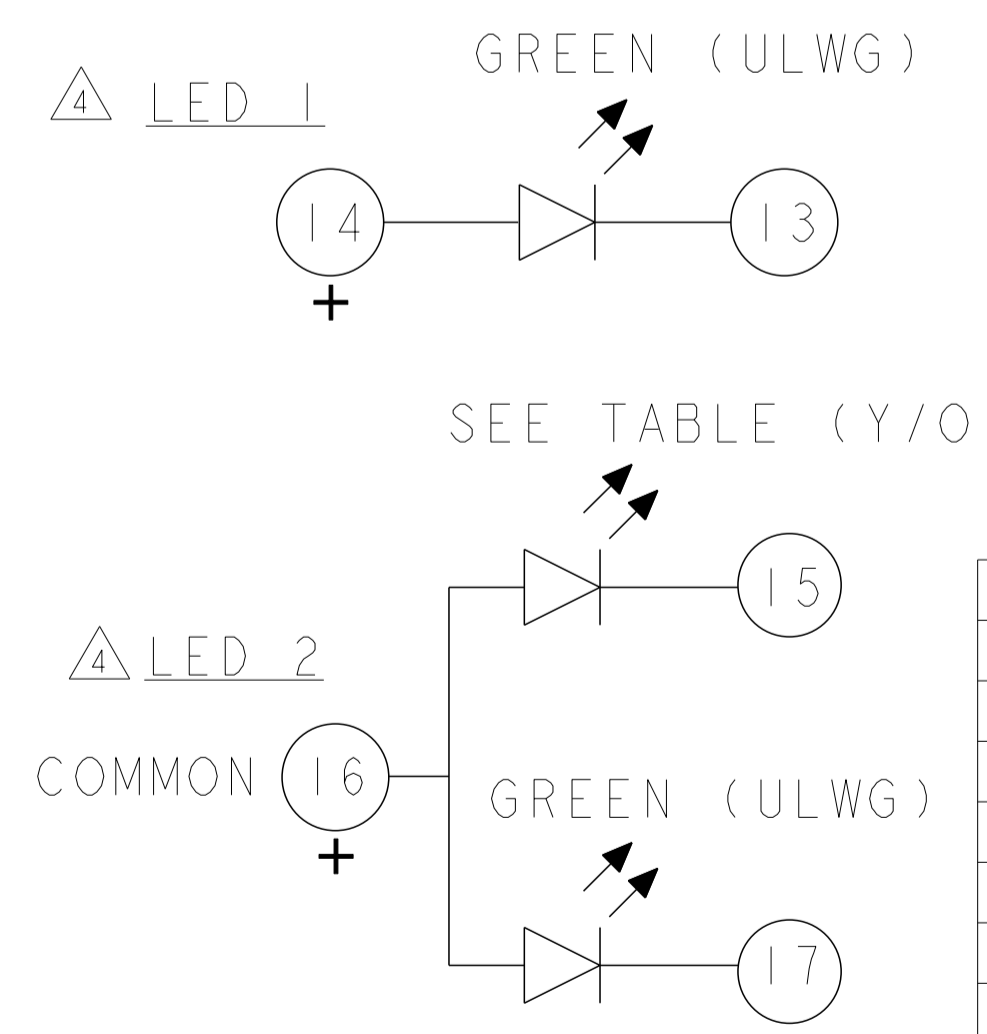 GREEN (ULWG)
4 LED 1
14 13
+
SEE TABLE (Y/O
15
4 LED 2
COMMON 16
GREEN (ULWG)
+
17